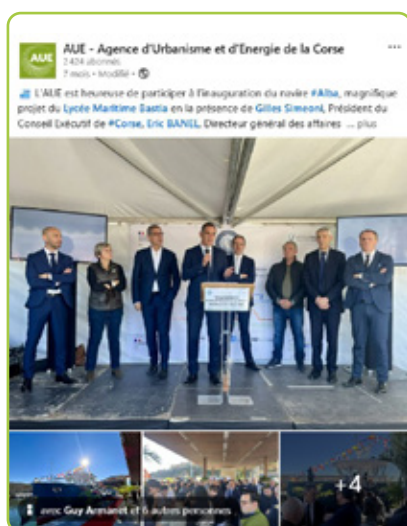 AUE
AUE - Agence d'Urbanisme et d'Énergie de la Corse
2 424 abonnés
7 mois • Modifié •
L'AUE est heureuse de participer à l'inauguration du navire #Alba, magnifique
projet du Lycée Maritime Bastia en la présence de Gilles Simeoni, Président du
Conseil Exécutif de #Corse, Eric BANEL, Directeur général des affaires ... plus
+4
avec Guy Armanet et 6 autres personnes